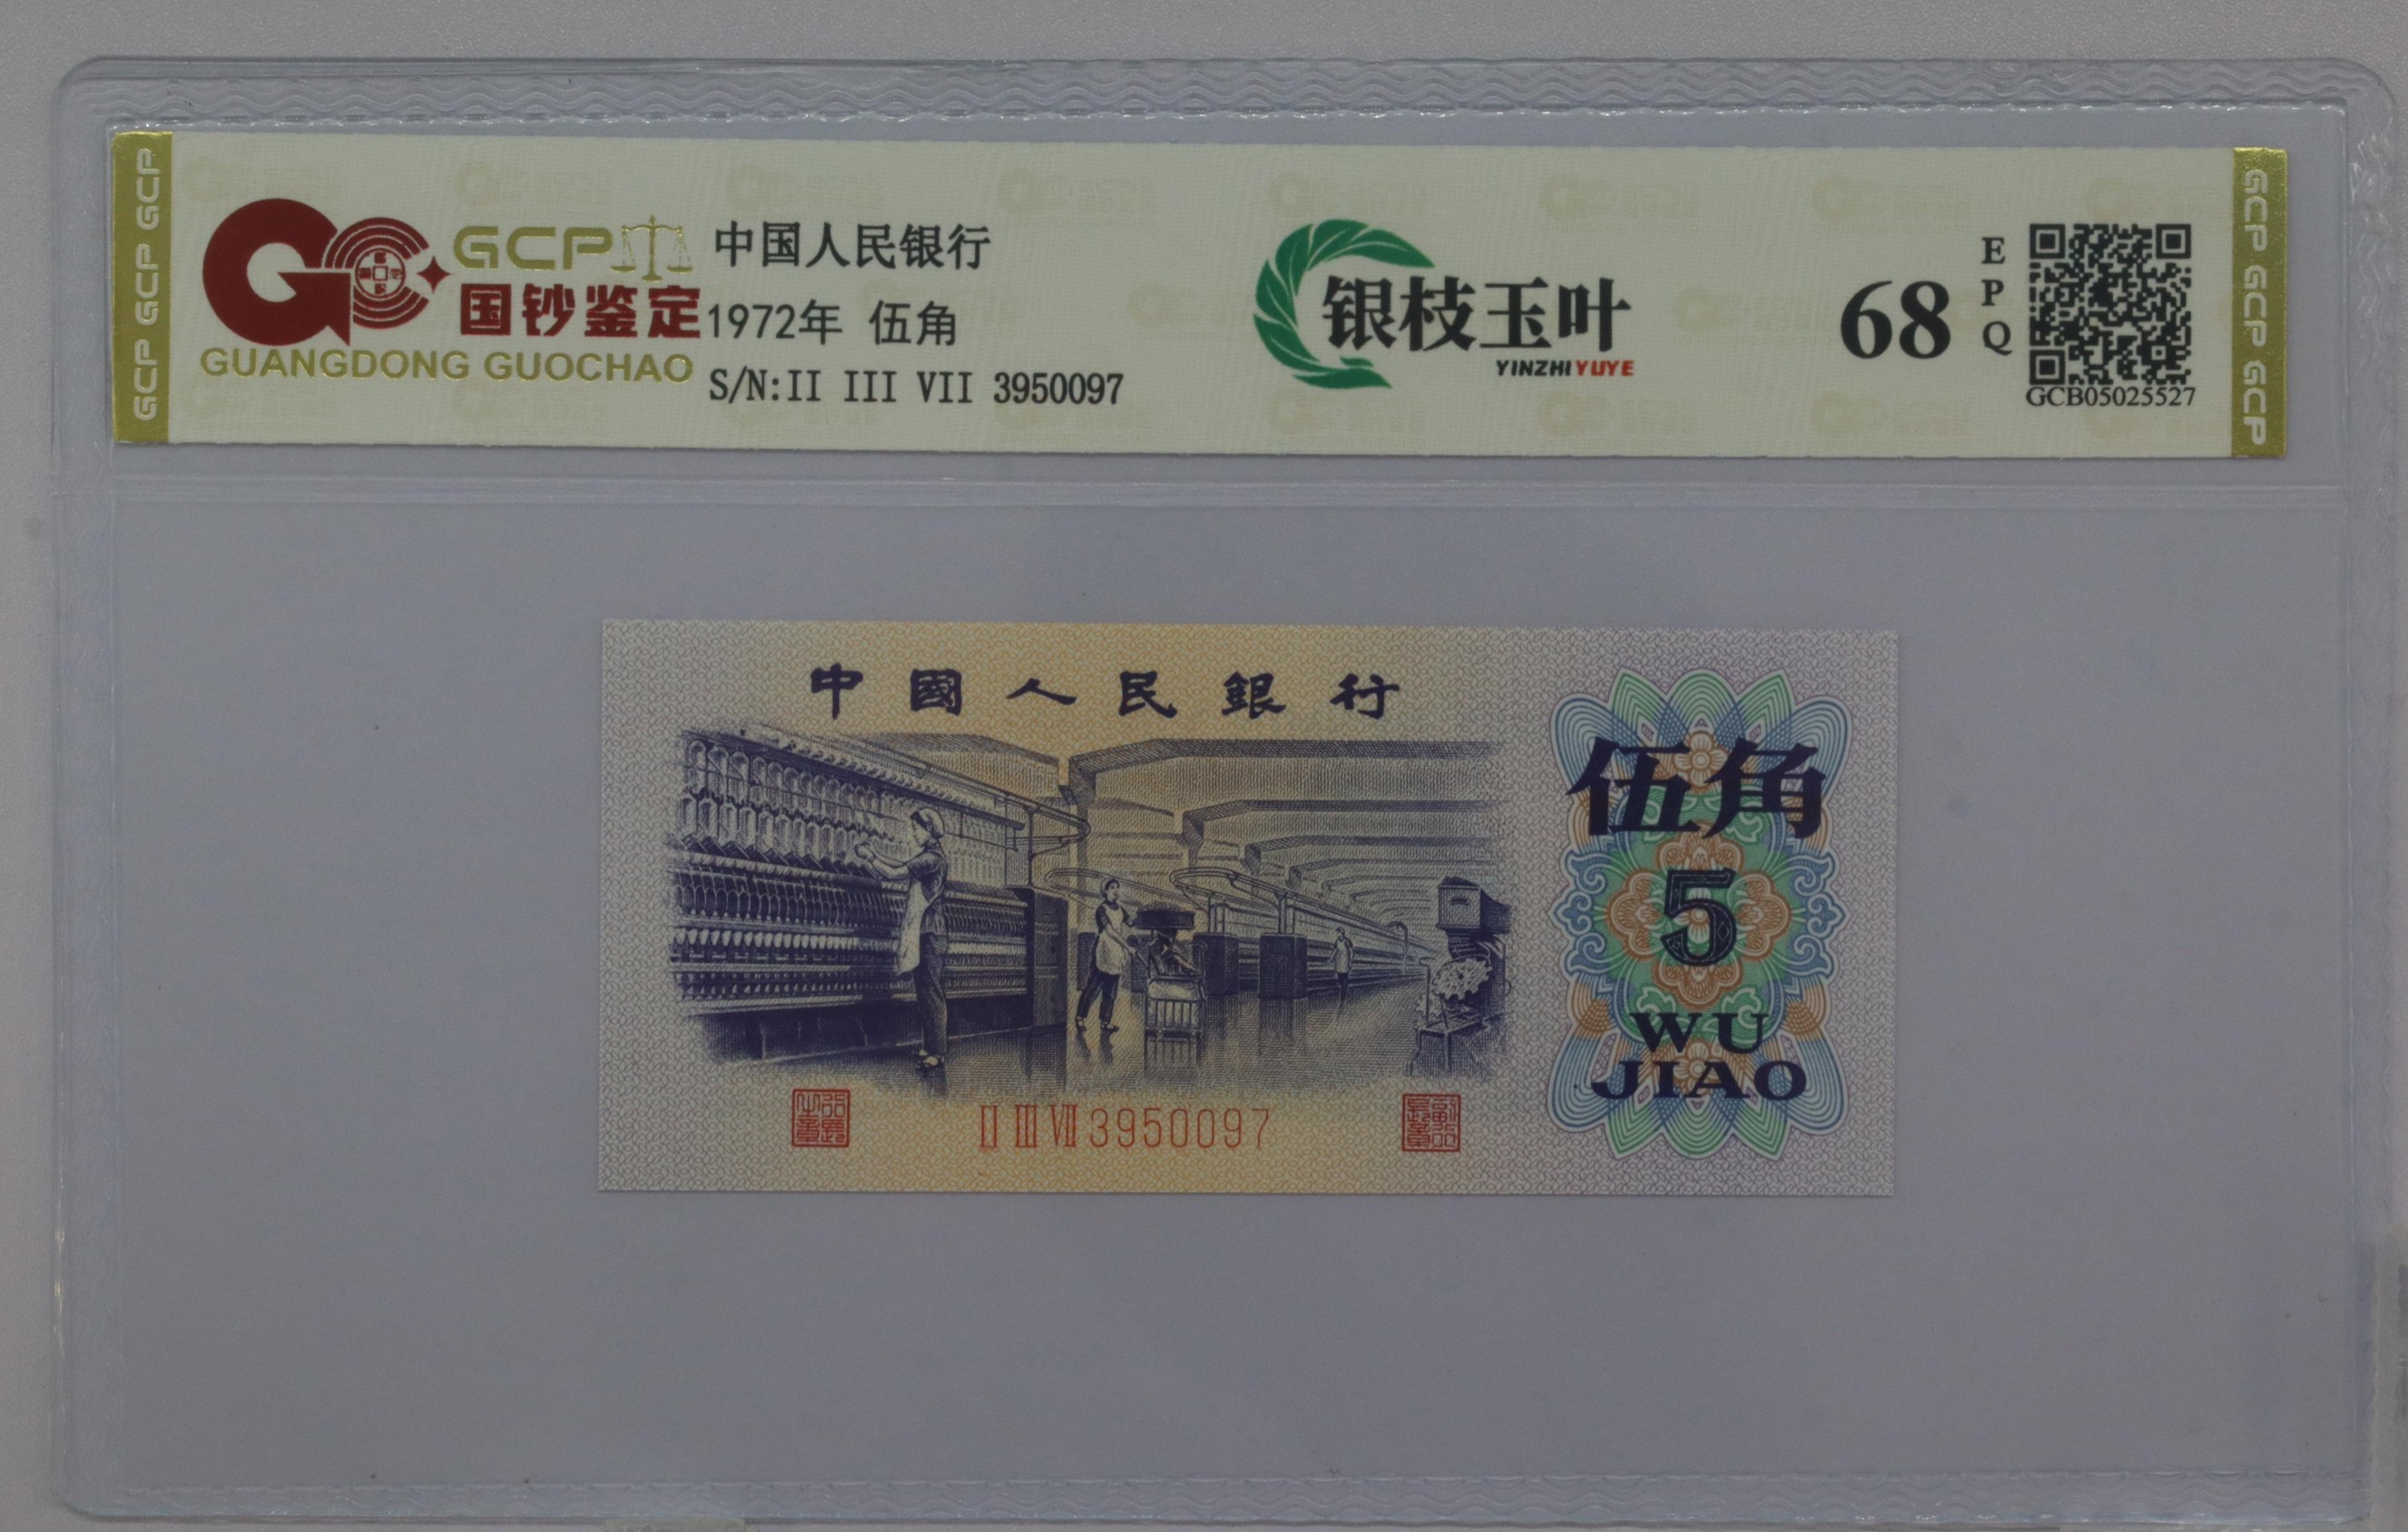 GCP GCP GCP
GCP
国钞鉴定
GUANGDONG GUOCHAO
中国人民银行
1972年 伍角
S/N:II III VII 3950097
银枝玉叶
YINZHIYUYE
68
EPQ
GCB05025527
GCP GCP GCP
中國人民銀行
伍角
5
WU
JIAO
II III VII 3950097